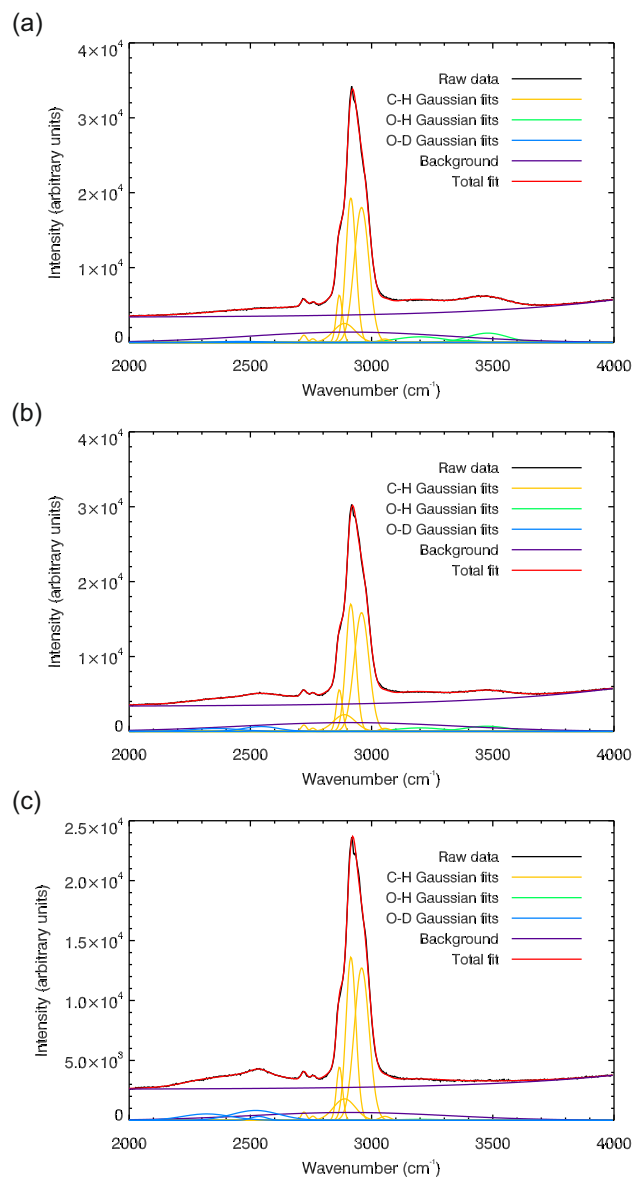 (a)
4×10⁴
3×10⁴
2×10⁴
1×10⁴
0
Intensity {arbitrary units}
Raw data
C-H Gaussian fits
O-H Gaussian fits
O-D Gaussian fits
Background
Total fit
2000 2500 3000 3500 4000
Wavenumber (cm⁻¹)
(b)
4×10⁴
3×10⁴
2×10⁴
1×10⁴
0
Intensity {arbitrary units}
Raw data
C-H Gaussian fits
O-H Gaussian fits
O-D Gaussian fits
Background
Total fit
2000 2500 3000 3500 4000
Wavenumber (cm⁻¹)
(c)
2.5×10⁴
2.0×10⁴
1.5×10⁴
1.0×10⁴
5.0×10³
0
Intensity (arbitrary units)
Raw data
C-H Gaussian fits
O-H Gaussian fits
O-D Gaussian fits
Background
Total fit
2000 2500 3000 3500 4000
Wavenumber (cm⁻¹)